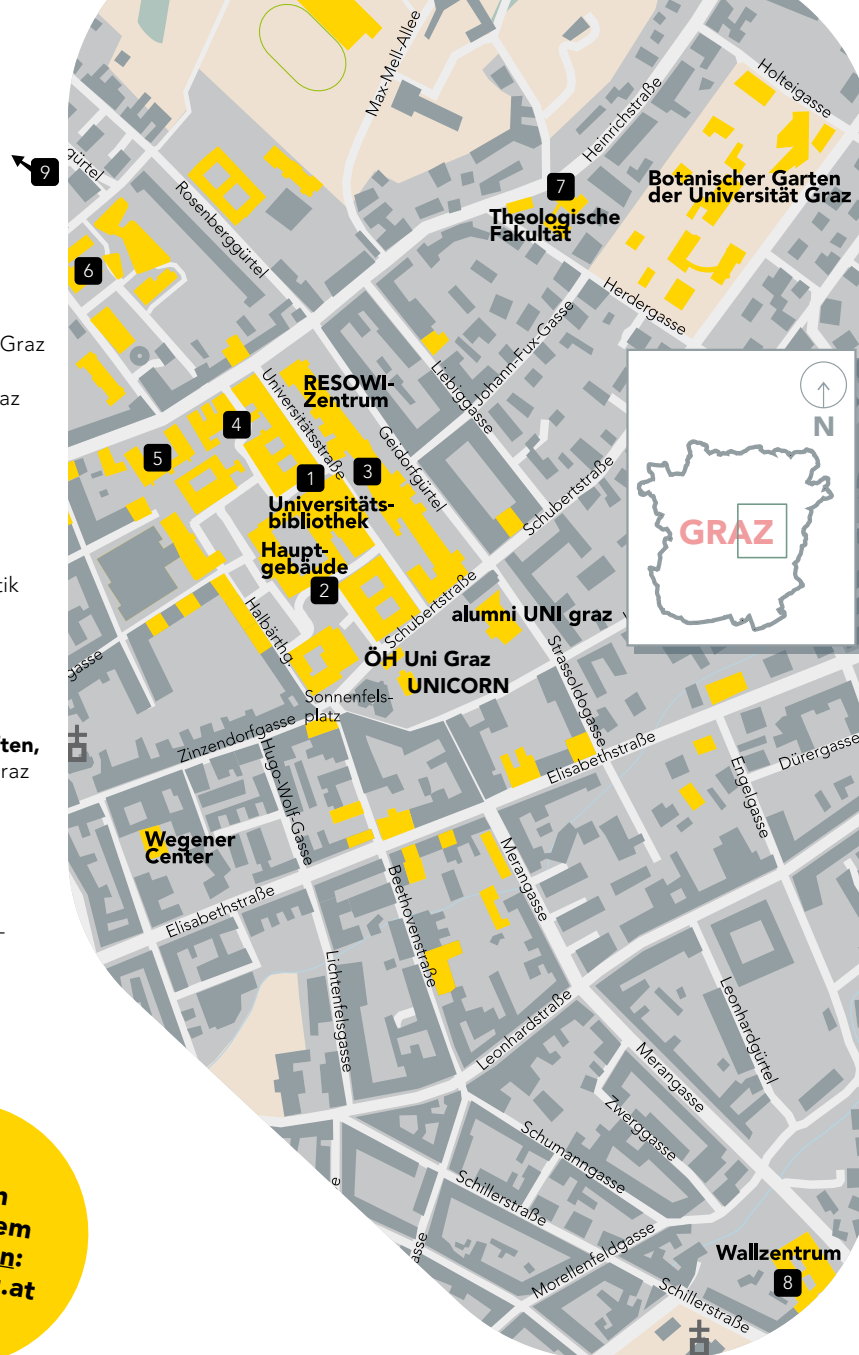 Max-Mell-Allee
Holteigasse
Heinrichstraße
gürtel
9
7
Botanischer Garten
der Universität Graz
Rosenberggürtel
Theologische
Fakultät
6
Herdergasse
Graz
Johann-Fux-Gasse
Liebiggasse
az
RESOWI-
Zentrum
Universitätsstraße
N
4
Geidorfgürtel
5
1
3
Schubertstraße
Universitäts-
bibliothek
GRAZ
Haupt-
gebäude
tik
2
Halbärthg.
Schubertstraße
alumni UNI graz
gasse
ÖH Uni Graz
UNICORN
Strassoldogasse
Sonnenfels-
platz
Zinzendorfgasse
ten,
raz
Hugo-Wolf-Gasse
Elisabethstraße
Engelgasse
Dürergasse
Wegener
Center
Merangasse
Beethovenstraße
Elisabethstraße
-
Lichtenfelsgasse
Leonhardstraße
Leonhardgürtel
Merangasse
Zwerggasse
Schumanngasse
Schillerstraße
n
em
n:
.at
e
asse
Morellenfeldgasse
Wallzentrum
8
Schillerstraße